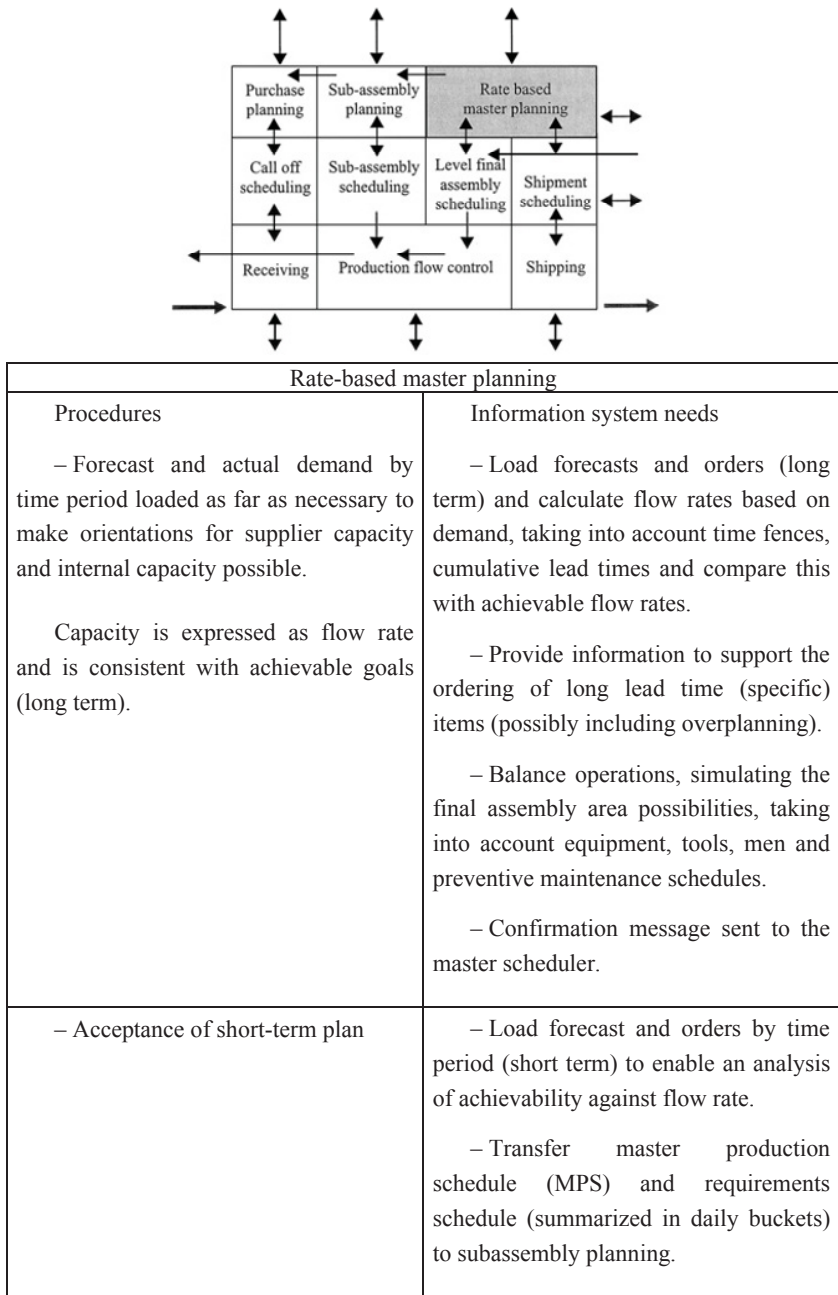 Purchase
planning
Sub-assembly
planning
Rate based
master planning
Call off
scheduling
Sub-assembly
scheduling
Level final
assembly
scheduling
Shipment
scheduling
Receiving
Production flow control
Shipping
Rate-based master planning
Procedures
– Forecast and actual demand by
time period loaded as far as necessary to
make orientations for supplier capacity
and internal capacity possible.
Capacity is expressed as flow rate
and is consistent with achievable goals
(long term).
Information system needs
– Load forecasts and orders (long
term) and calculate flow rates based on
demand, taking into account time fences,
cumulative lead times and compare this
with achievable flow rates.
– Provide information to support the
ordering of long lead time (specific)
items (possibly including overplanning).
– Balance operations, simulating the
final assembly area possibilities, taking
into account equipment, tools, men and
preventive maintenance schedules.
– Confirmation message sent to the
master scheduler.
– Acceptance of short-term plan
– Load forecast and orders by time
period (short term) to enable an analysis
of achievability against flow rate.
– Transfer master production
schedule (MPS) and requirements
schedule (summarized in daily buckets)
to subassembly planning.